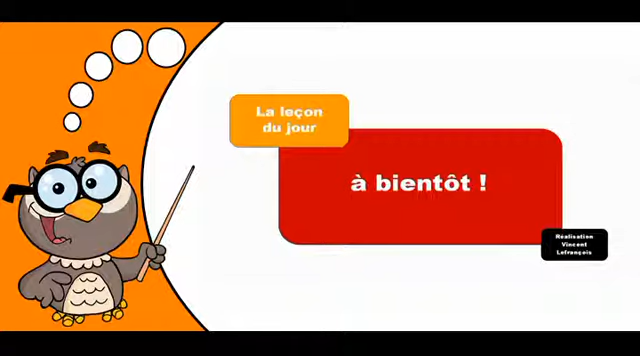 La leçon
du jour
à bientôt !
Réalisation
Vincent
Lefrançois